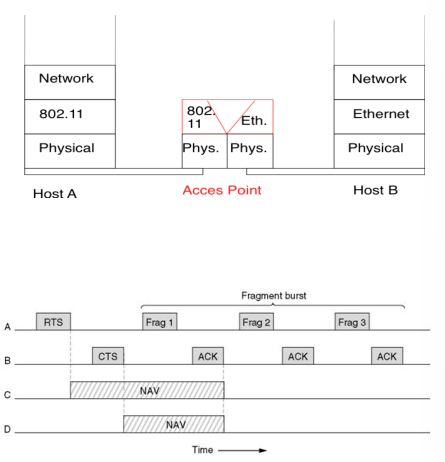 Network
Network
802.11
802.
11
Eth.
Ethernet
Physical
Phys.
Phys.
Physical
Host A
Acces Point
Host B
Fragment burst
A
RTS
Frag 1
Frag 2
Frag 3
B
CTS
ACK
ACK
ACK
C
NAV
D
NAV
Time